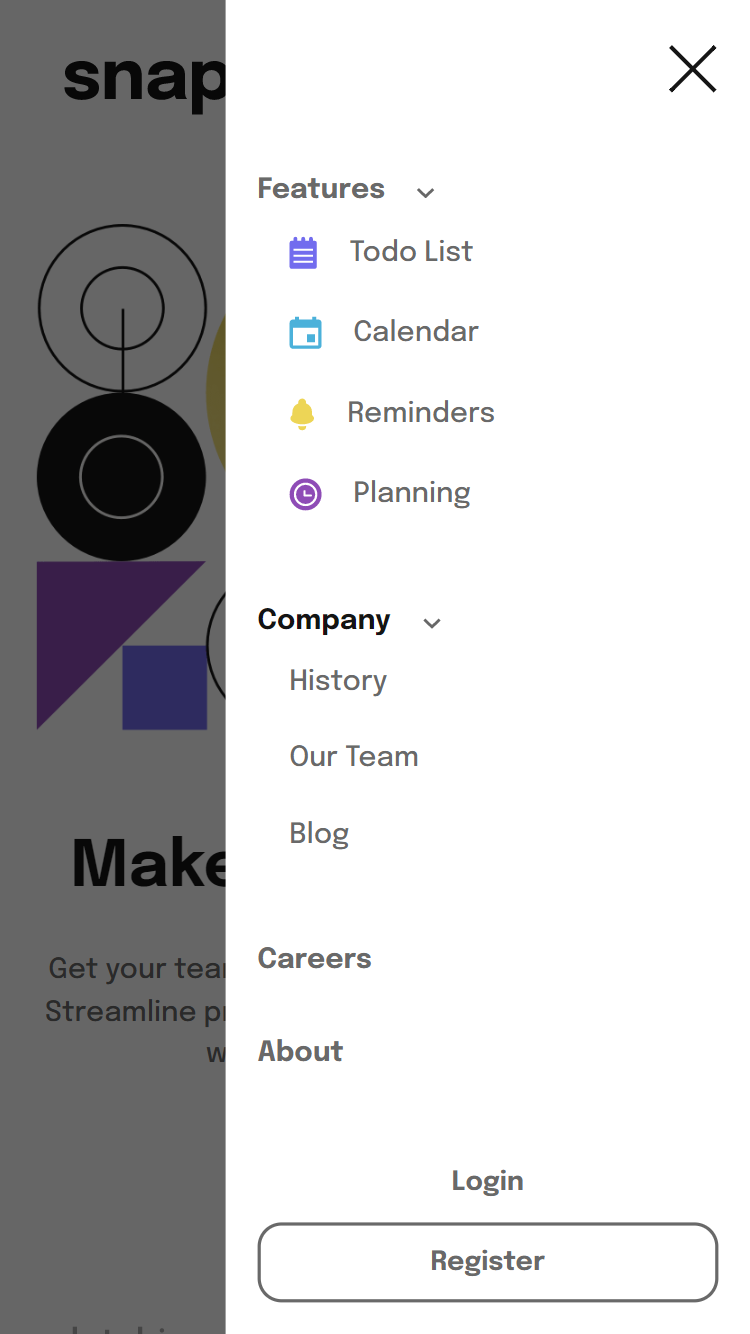 snap
Features
Todo List
Calendar
Reminders
Planning
Company
History
Our Team
Blog
Careers
About
Login
Register
Make
Get your
Streamline